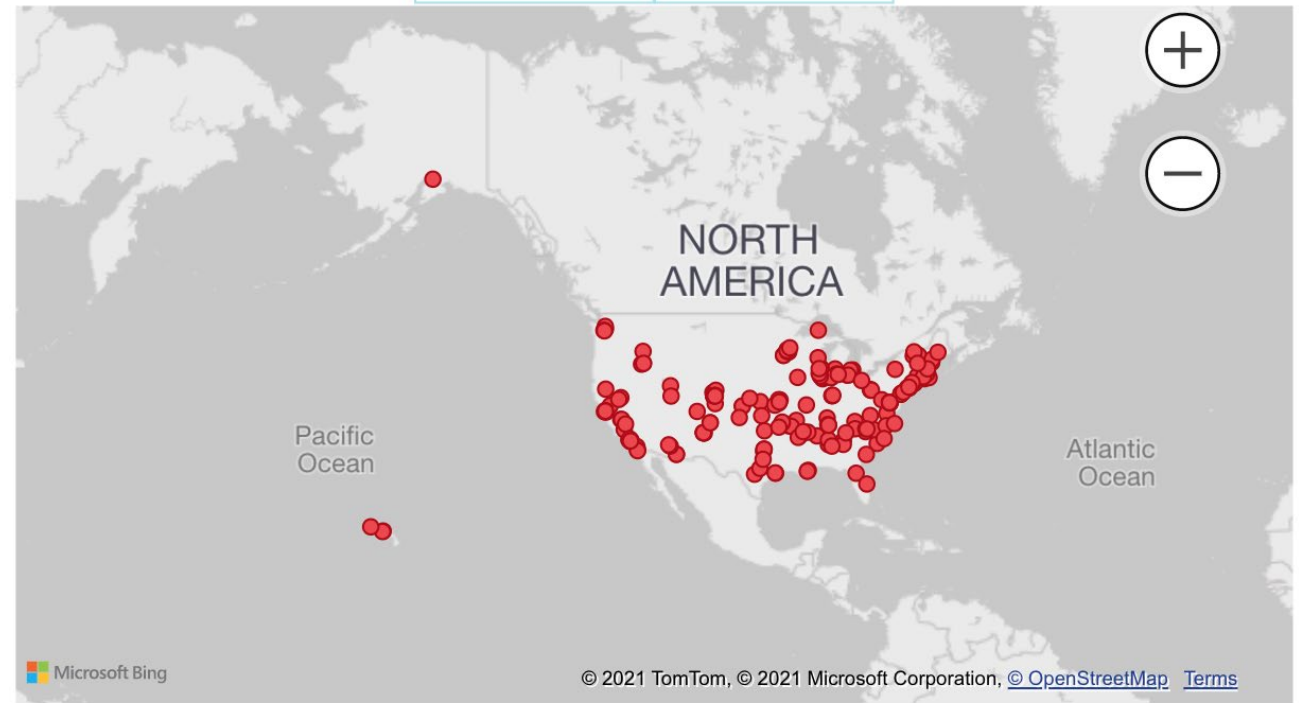 NORTH
AMERICA
Pacific
Ocean
Atlantic
Ocean
Microsoft Bing
© 2021 TomTom, © 2021 Microsoft Corporation, © OpenStreetMap Terms